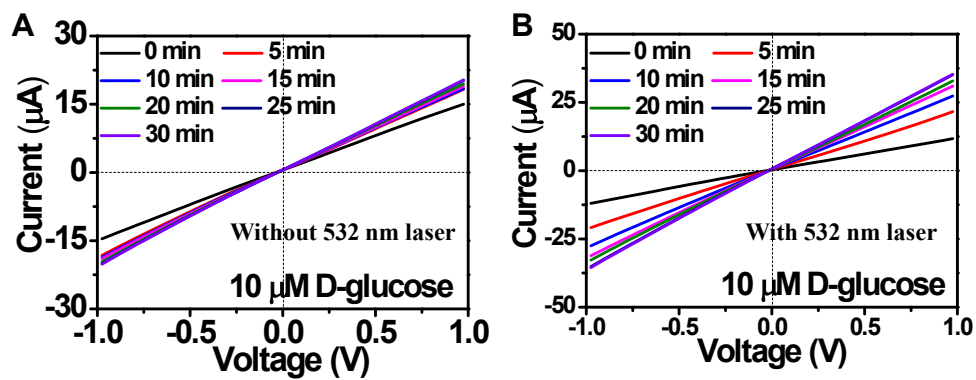 A
30
15
0
-15
-30
Current (μA)
0 min 5 min
10 min 15 min
20 min 25 min
30 min
Without 532 nm laser
10 μM D-glucose
-1.0 -0.5 0.0 0.5 1.0
Voltage (V)
B
50
25
0
-25
-50
Current (μA)
0 min 5 min
10 min 15 min
20 min 25 min
30 min
With 532 nm laser
10 μM D-glucose
-1.0 -0.5 0.0 0.5 1.0
Voltage (V)